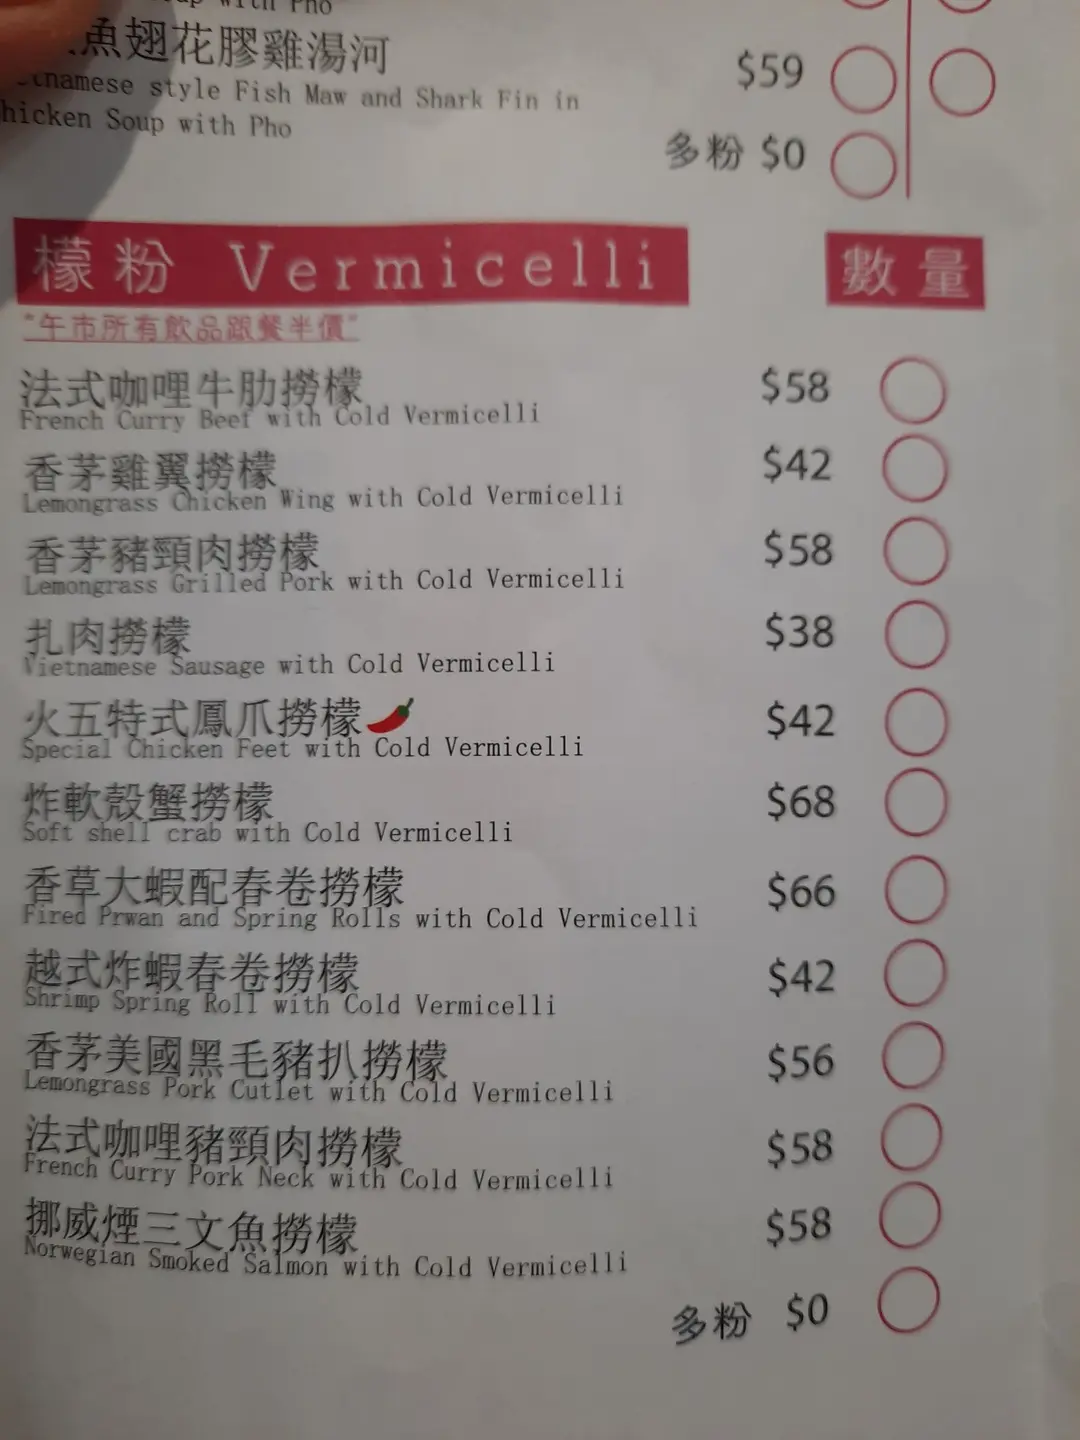 with Pho
魚翅花膠雞湯河
style Fish Maw and Shark Fin in
$59
hicken Soup with Pho
多粉 $0
檬粉 Vermicelli
數量
"午市所有飲品跟餐半價"
法式咖哩牛肋撈檬
$58
French Curry Beef with Cold Vermicelli
香茅雞翼撈檬
$42
Lemongrass Chicken Wing with Cold Vermicelli
香茅豬頸肉撈檬
$58
Lemongrass Grilled Pork with Cold Vermicelli
扎肉撈檬
$38
Vietnamese Sausage with Cold Vermicelli
火五特式鳳爪撈檬
$42
Special Chicken Feet with Cold Vermicelli
炸軟殼蟹撈檬
$68
Soft shell crab with Cold Vermicelli
香草大蝦配春卷撈檬
$66
Fired Prwan and Spring Rolls with Cold Vermicelli
越式炸蝦春卷撈檬
$42
Shrimp Spring Roll with Cold Vermicelli
香茅美國黑毛豬扒撈檬
$56
Lemongrass Pork Cutlet with Cold Vermicelli
法式咖哩豬頸肉撈檬
$58
French Curry Pork Neck with Cold Vermicelli
挪威煙三文魚撈檬
$58
Norwegian Smoked Salmon with Cold Vermicelli
多粉 $0